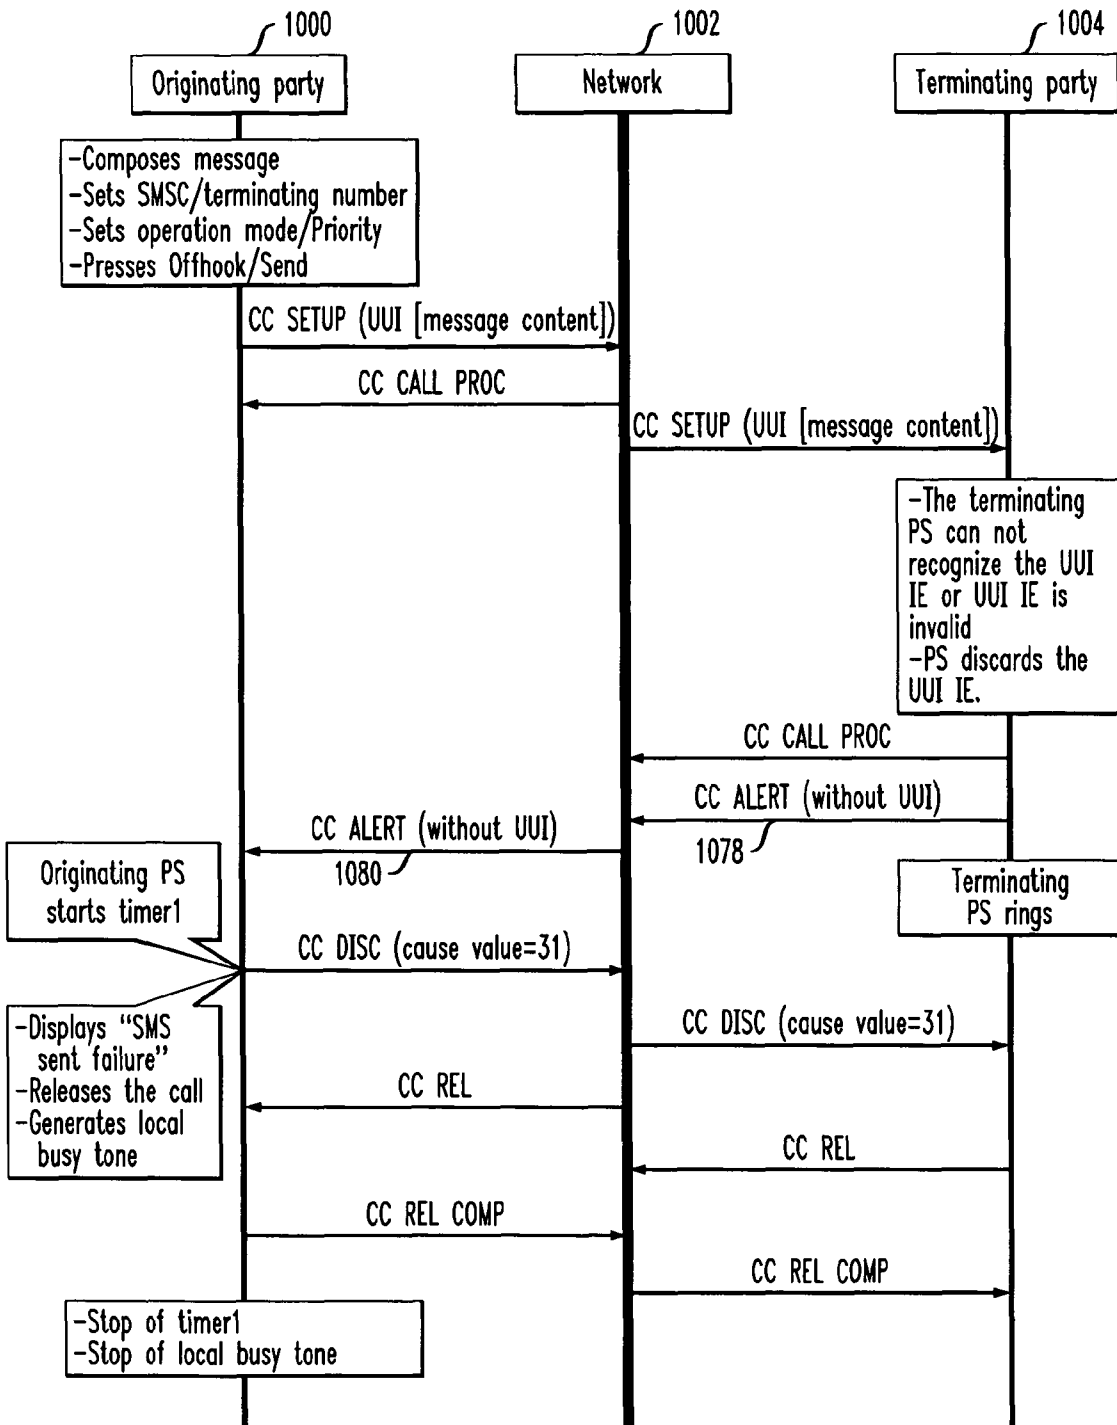 1000
1002
1004
Originating party
Network
Terminating party
-Composes message
-Sets SMSC/terminating number
-Sets operation mode/Priority
-Presses Offhook/Send
CC SETUP (UUI [message content])
CC CALL PROC
CC SETUP (UUI [message content])
-The terminating
PS can not
recognize the UUI
IE or UUI IE is
invalid
-PS discards the
UUI IE.
CC CALL PROC
CC ALERT (without UUI)
1078
CC ALERT (without UUI)
1080
Originating PS
starts timer1
Terminating
PS rings
CC DISC (cause value=31)
-Displays “SMS
sent failure”
-Releases the call
-Generates local
busy tone
CC DISC (cause value=31)
CC REL
CC REL
CC REL COMP
CC REL COMP
-Stop of timer1
-Stop of local busy tone